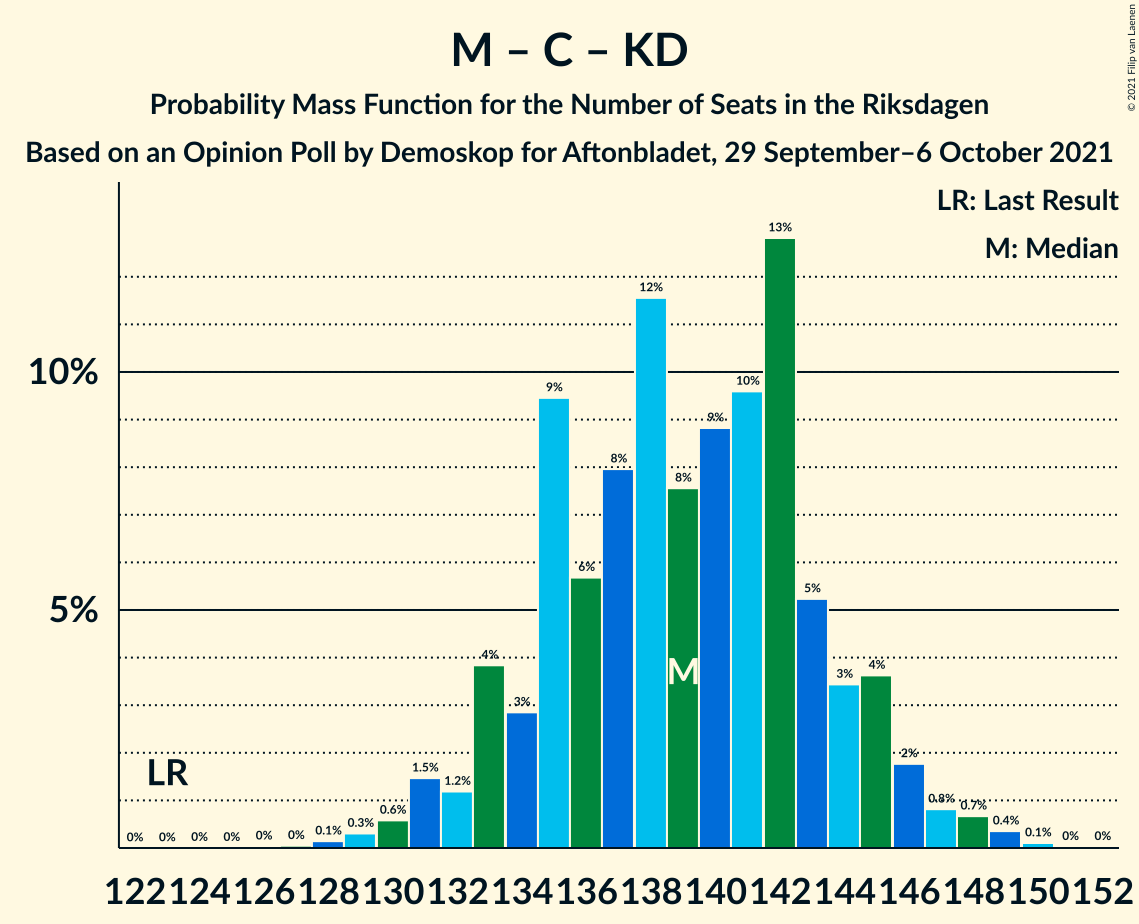 M – C – KD
Probability Mass Function for the Number of Seats in the Riksdagen
Based on an Opinion Poll by Demoskop for Aftonbladet, 29 September–6 October 2021
© 2021 Filip van Laenen
LR: Last Result
M: Median
10%
5%
LR
M
0% 0% 0% 0% 0% 0% 0.1% 0.3% 0.6% 1.5% 1.2% 4% 3% 9% 6% 8% 12% 8% 9% 10% 13% 5% 3% 4% 2% 0.8% 0.7% 0.4% 0.1% 0% 0%
122 124 126 128 130 132 134 136 138 140 142 144 146 148 150 152